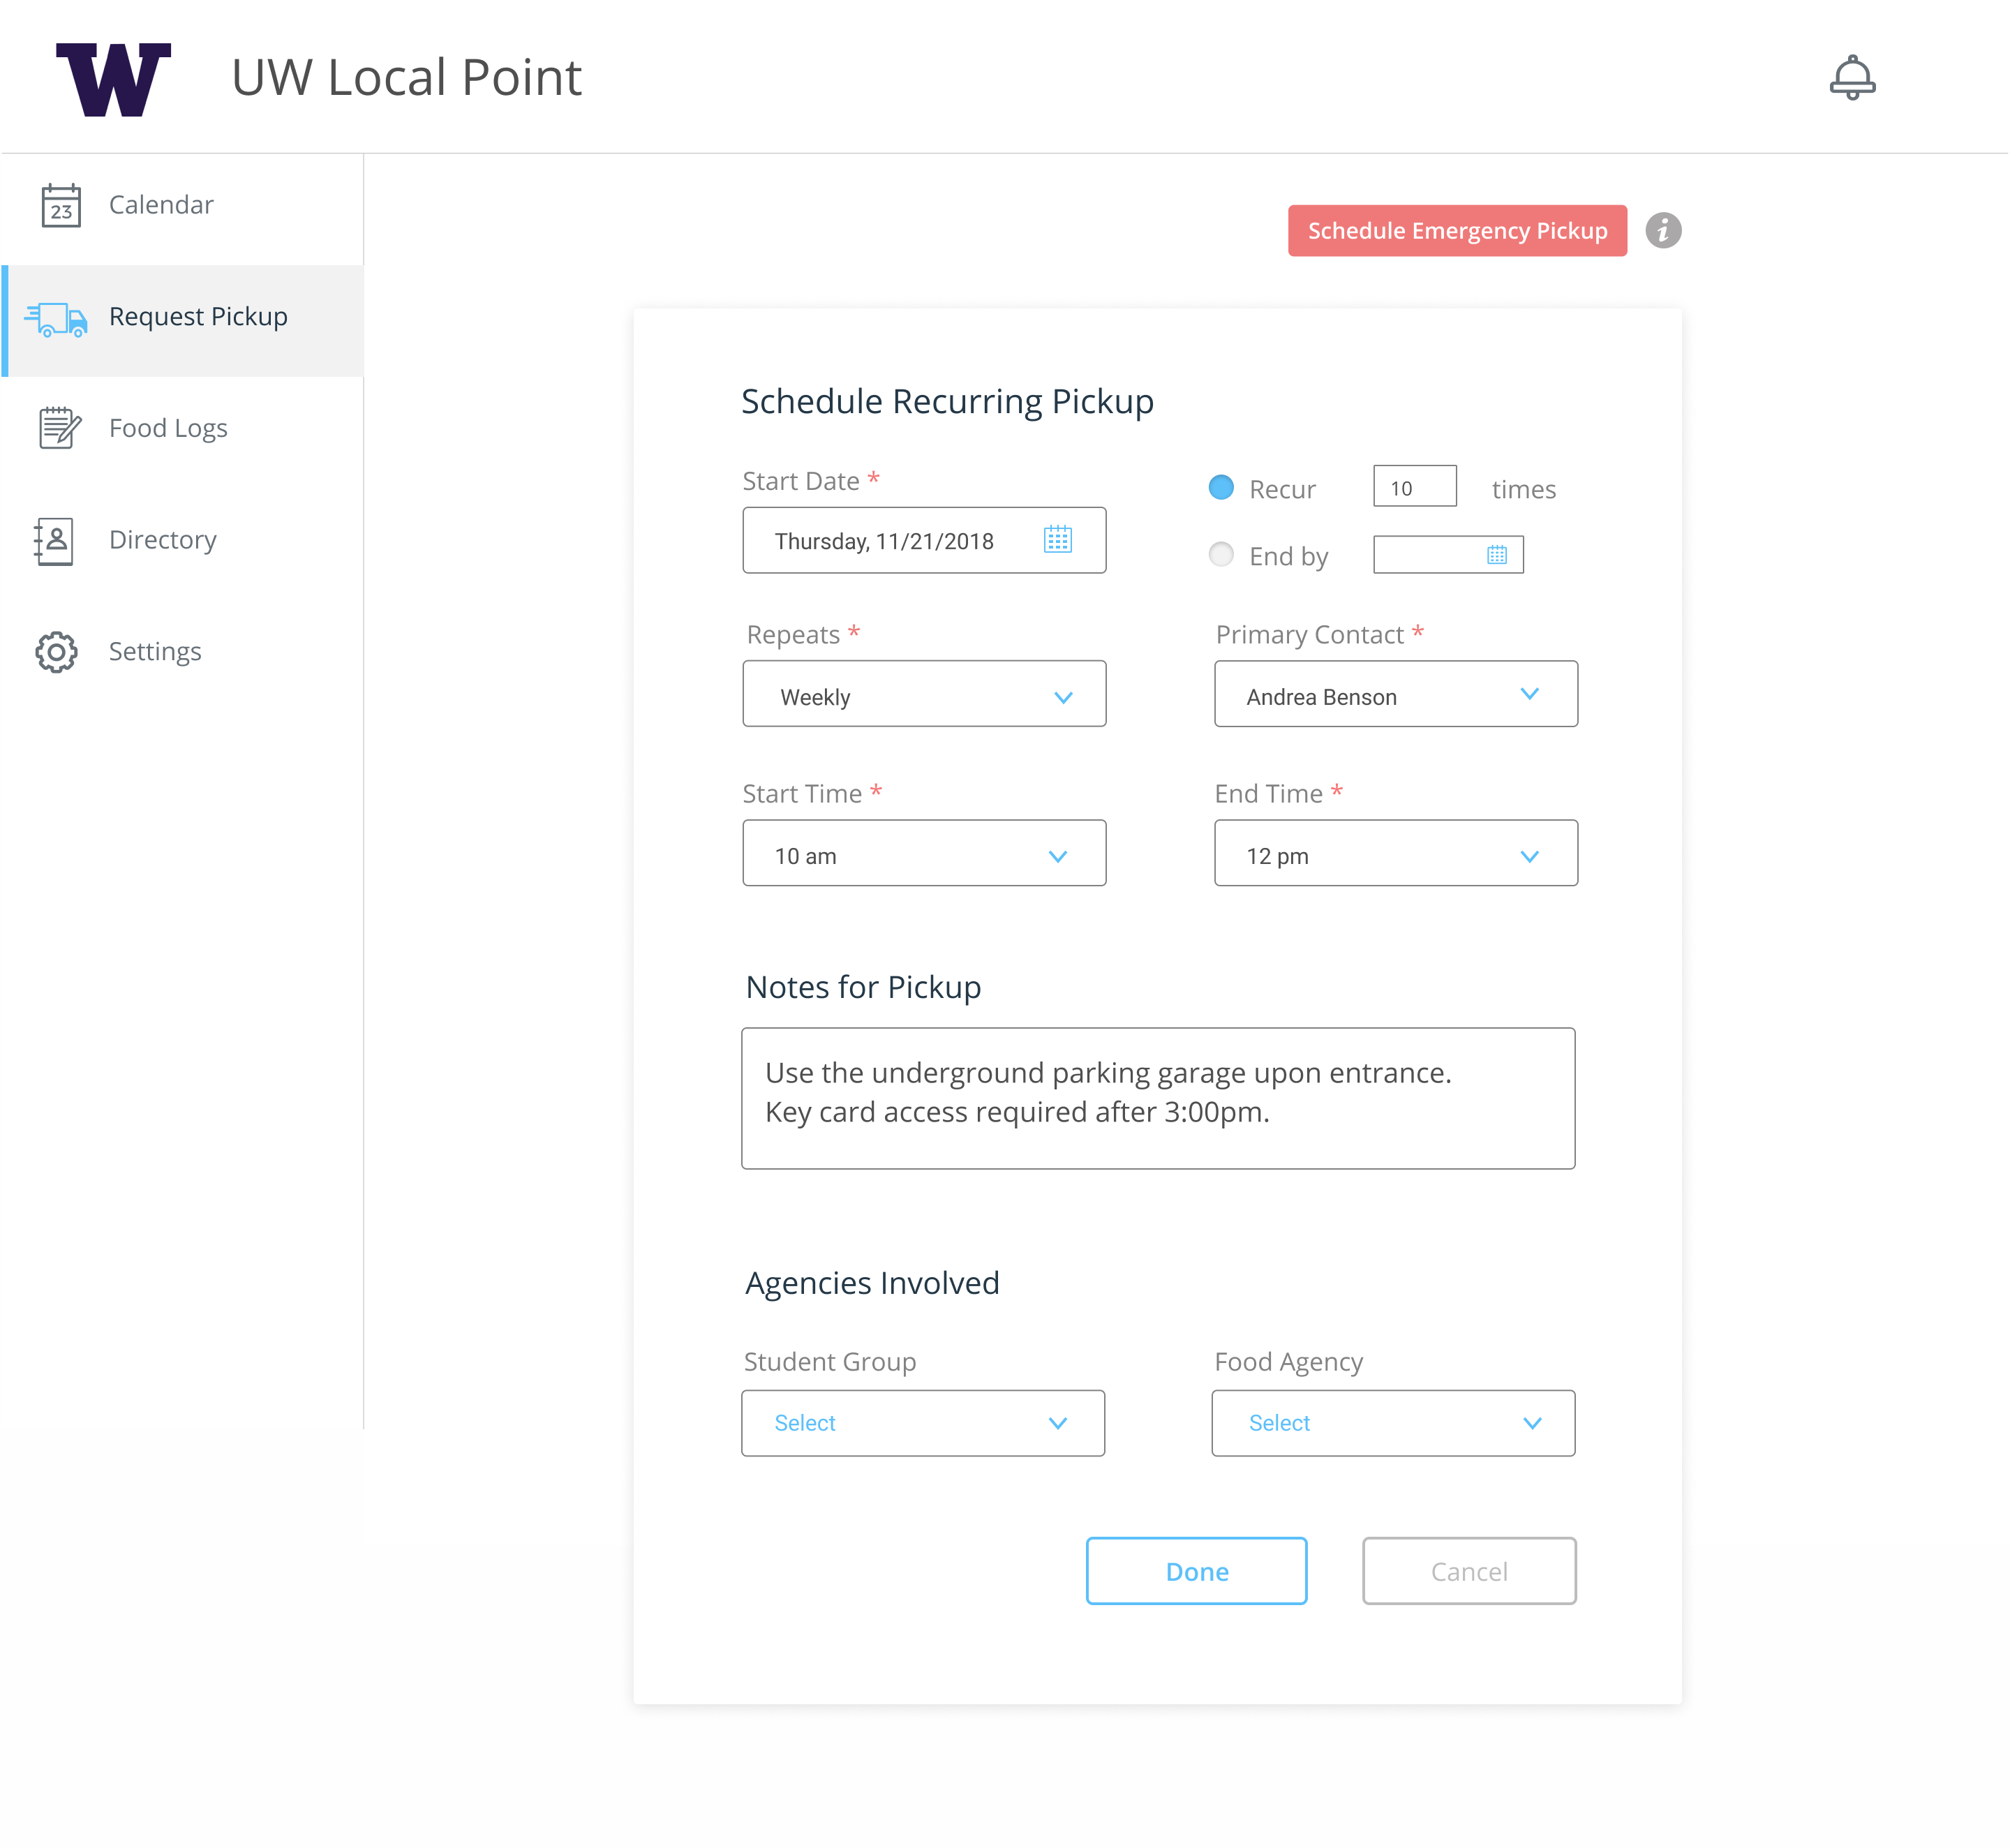 W UW Local Point
23 Calendar
Request Pickup
Food Logs
Directory
Settings
Schedule Emergency Pickup i
Schedule Recurring Pickup
Start Date *
Thursday, 11/21/2018
Recur 10 times
End by
Repeats *
Weekly
Primary Contact *
Andrea Benson
Start Time *
10 am
End Time *
12 pm
Notes for Pickup
Use the underground parking garage upon entrance.
Key card access required after 3:00pm.
Agencies Involved
Student Group
Select
Food Agency
Select
Done
Cancel